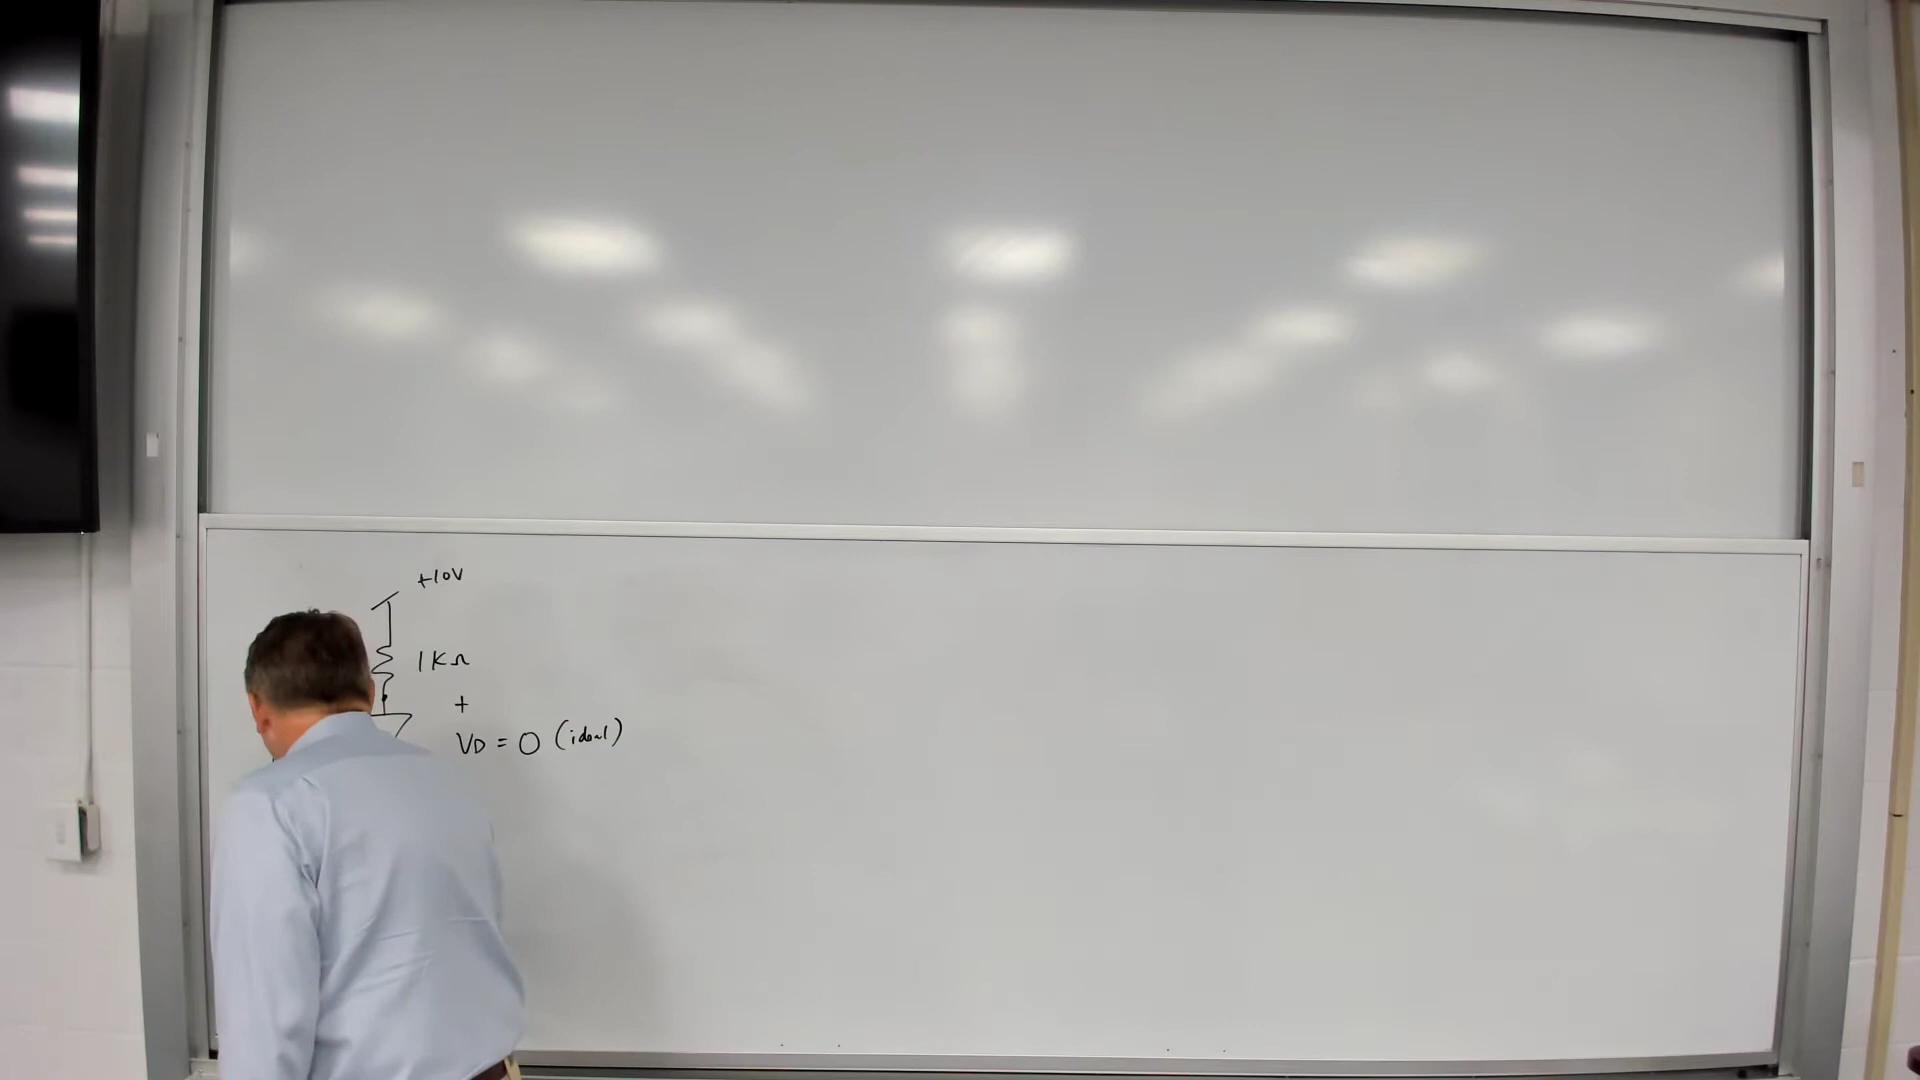 +10V
1KΩ
+
VD = 0 (ideal)